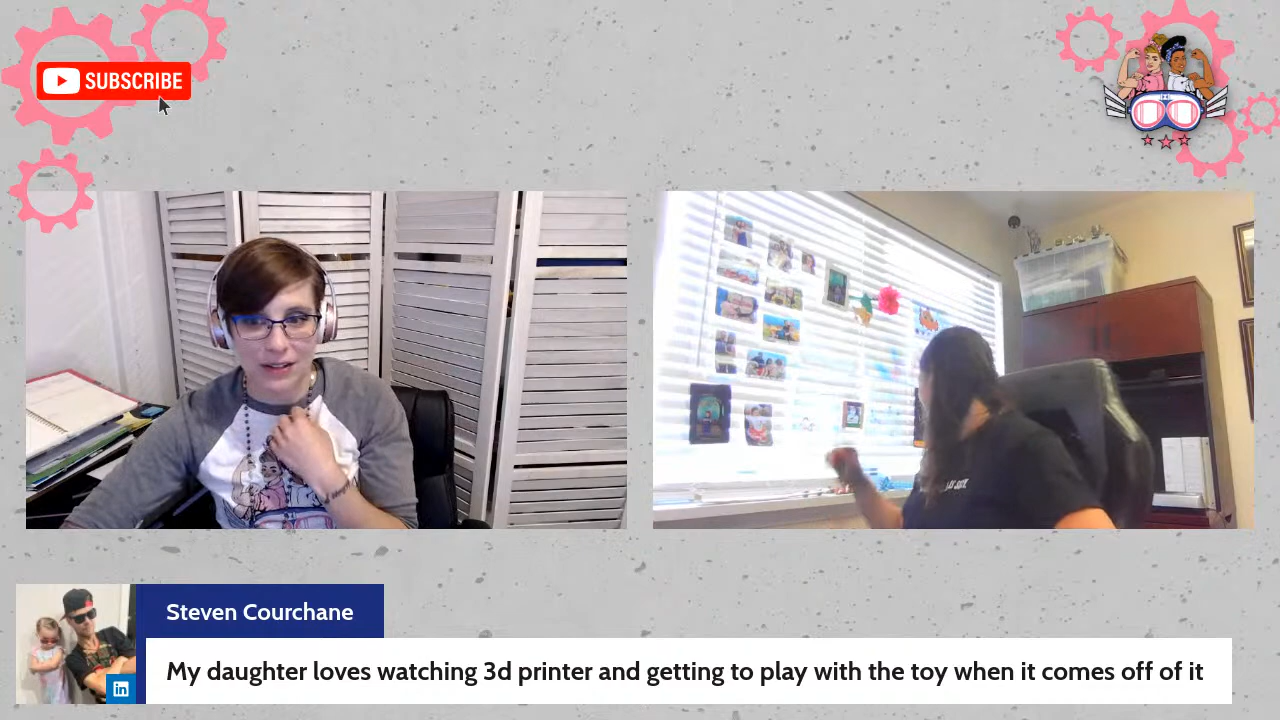 SUBSCRIBE
Steven Courchane
My daughter loves watching 3d printer and getting to play with the toy when it comes off of it
in